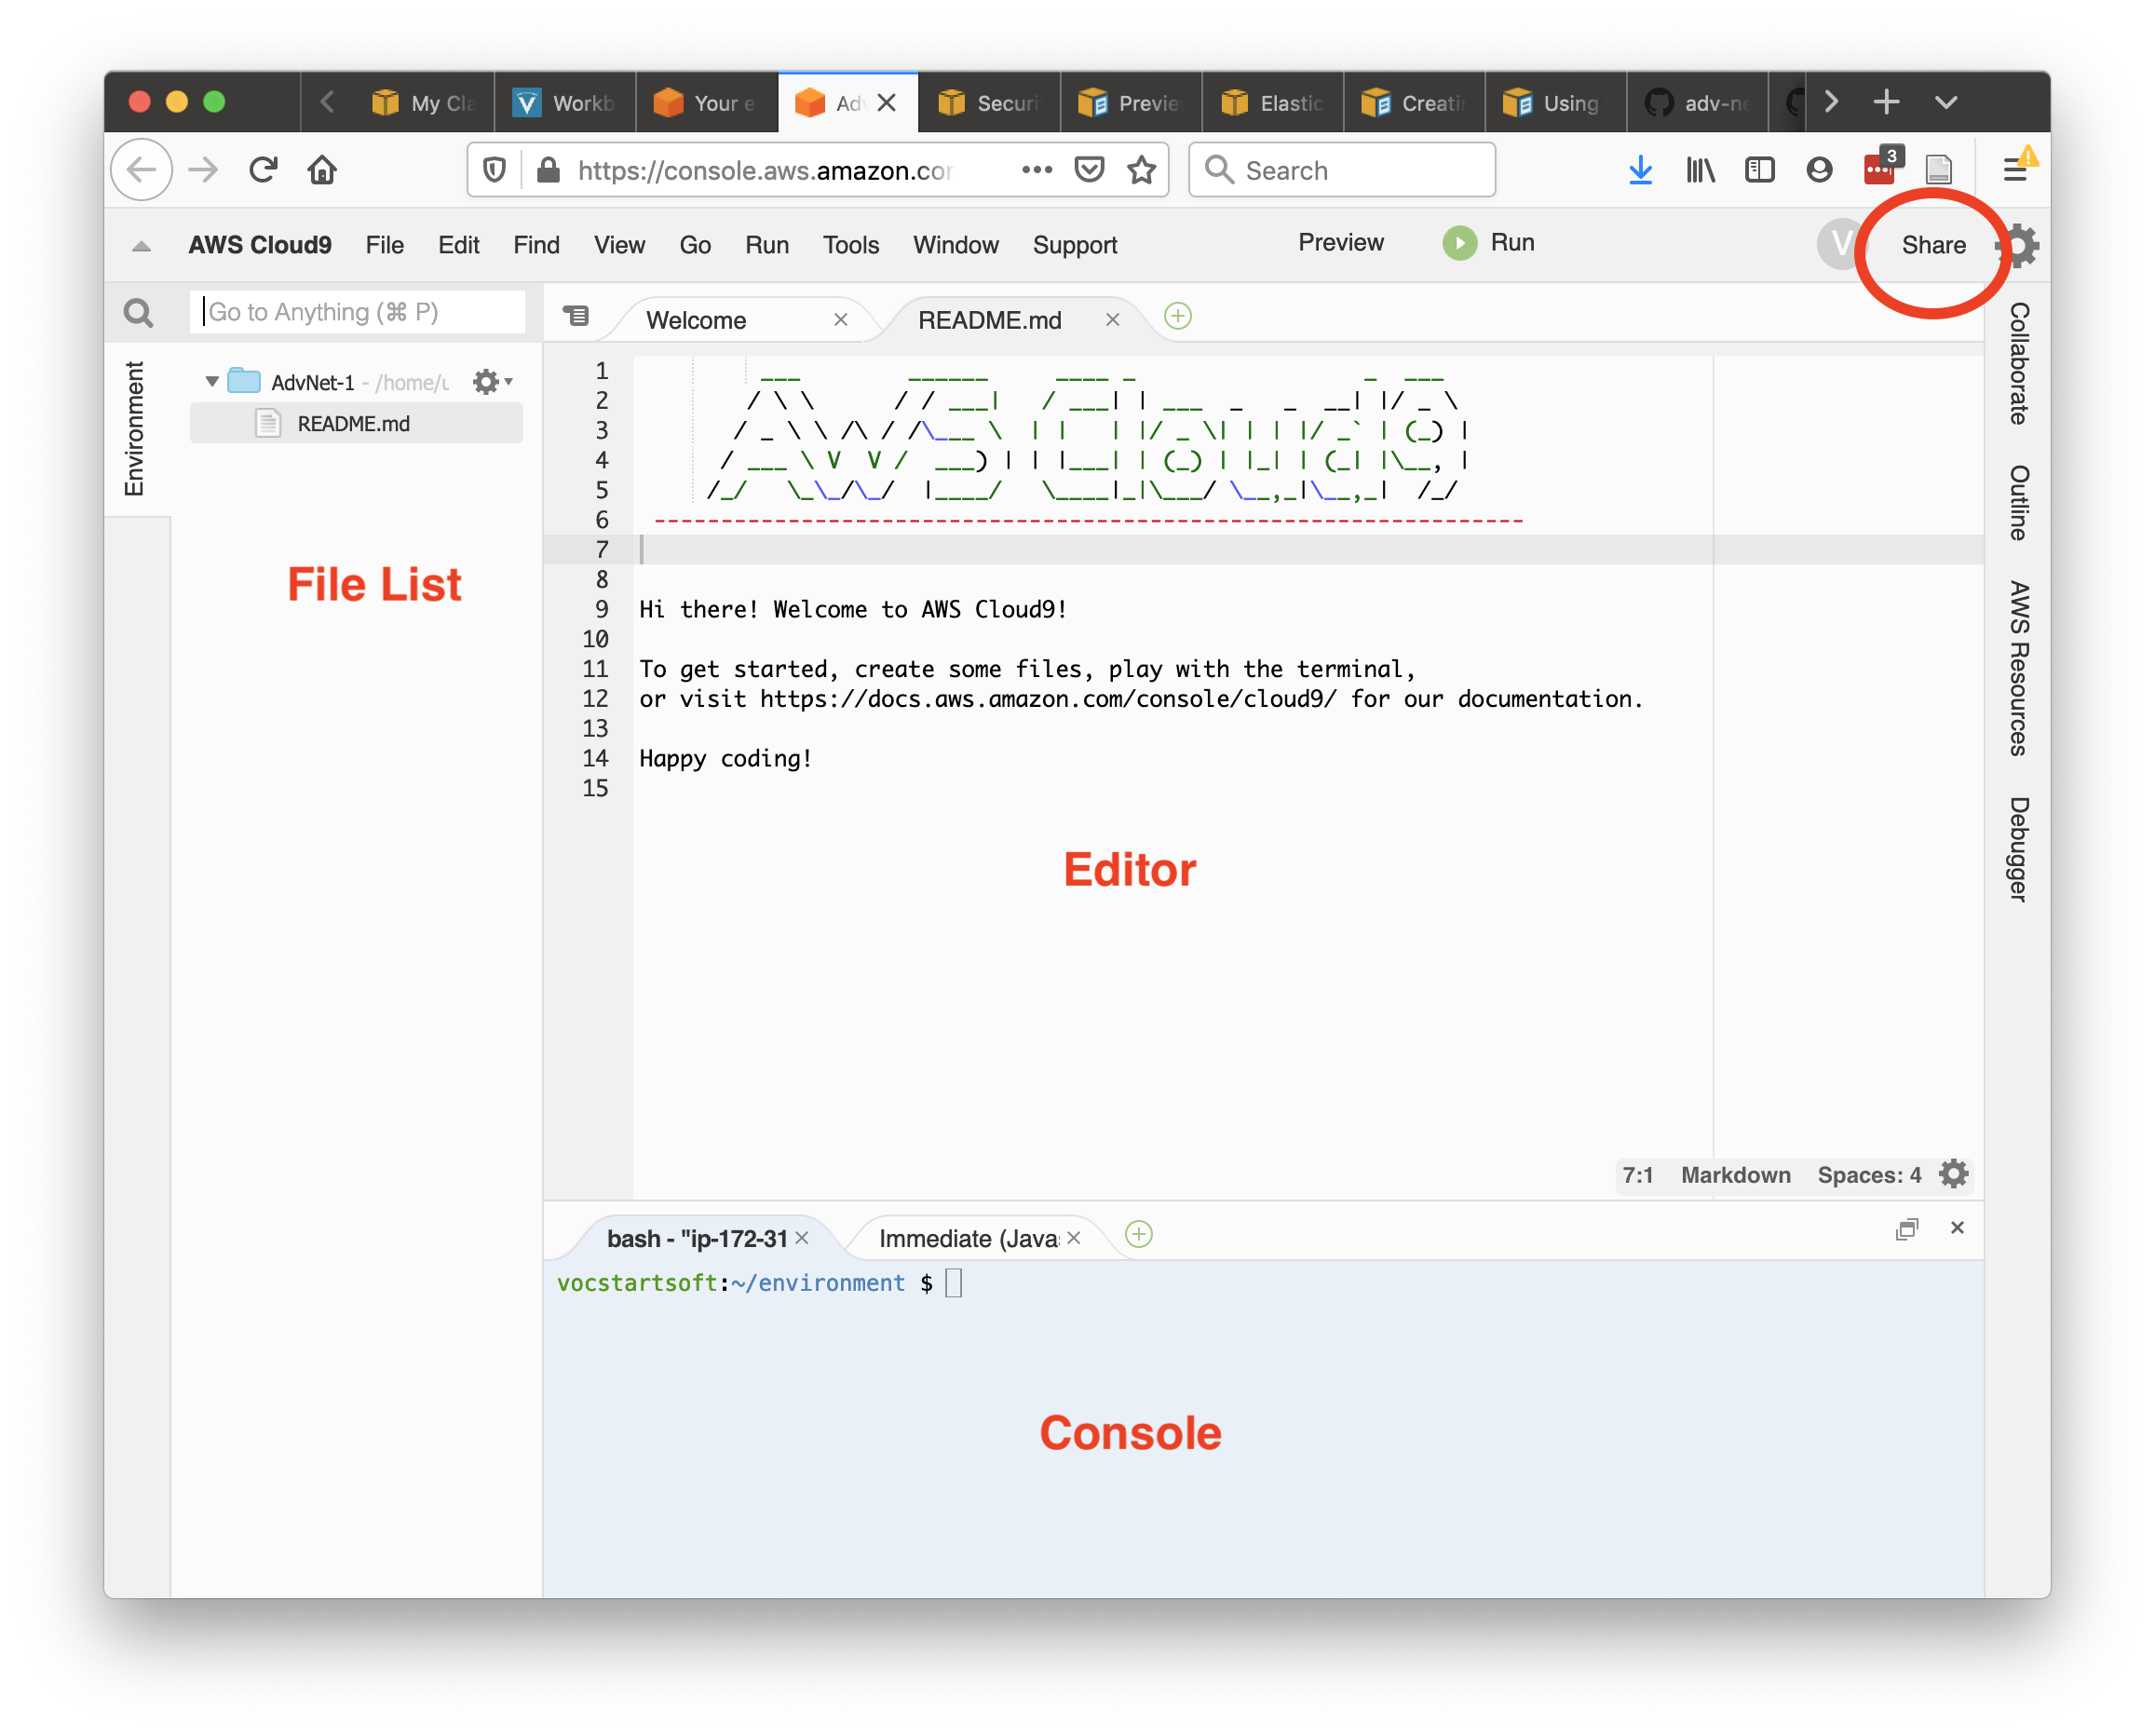 My Cla
Workb
Your e
Adv
Securi
Preview
Elastic
Creatin
Using
adv-ne
https://console.aws.amazon.com
Search
3
AWS Cloud9 File Edit Find View Go Run Tools Window Support Preview Run V Share
Go to Anything (⌘ P)
Welcome
README.md
Environment
AdvNet-1 - /home/u
README.md
File List
1
2
3
4
5
6
7
8
9 Hi there! Welcome to AWS Cloud9!
10
11 To get started, create some files, play with the terminal,
12 or visit https://docs.aws.amazon.com/console/cloud9/ for our documentation.
13
14 Happy coding!
15
Editor
7:1 Markdown Spaces: 4
Collaborate
Outline
AWS Resources
Debugger
bash - "ip-172-31
Immediate (Javas
vocstartsoft:~/environment $
Console